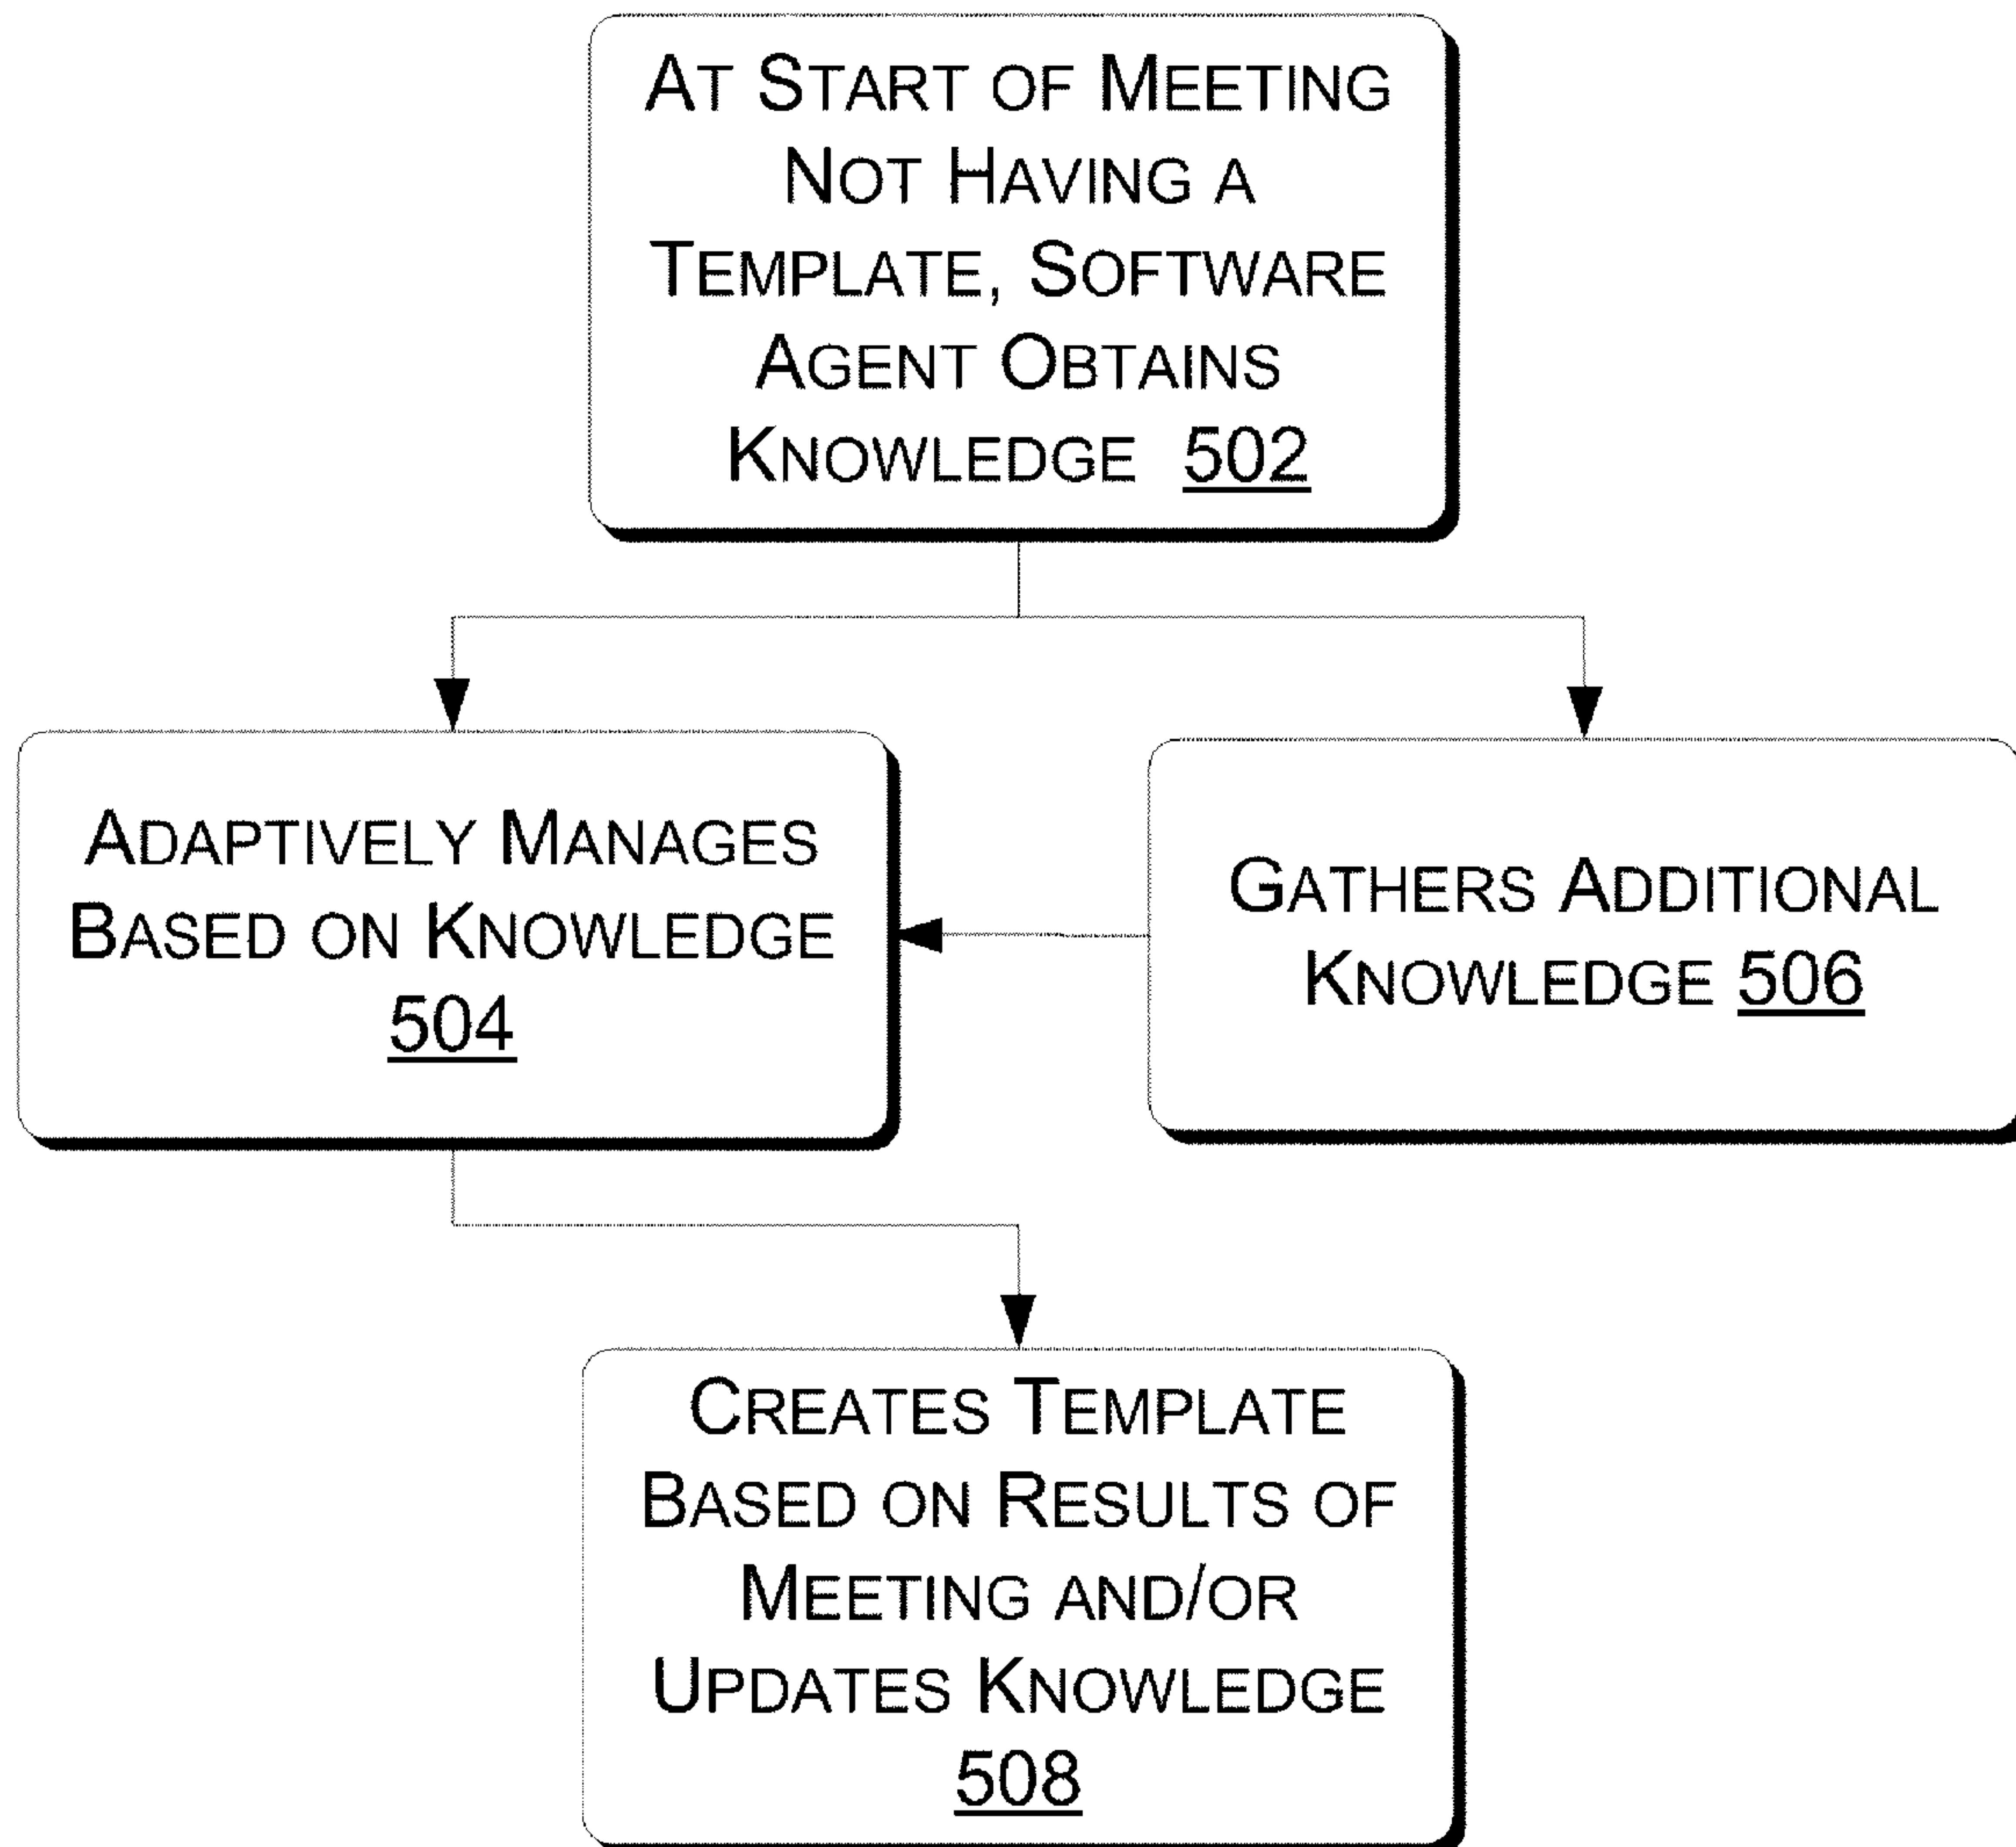 AT START OF MEETING
NOT HAVING A
TEMPLATE, SOFTWARE
AGENT OBTAINS
KNOWLEDGE 502
ADAPTIVELY MANAGES
BASED ON KNOWLEDGE
504
GATHERS ADDITIONAL
KNOWLEDGE 506
CREATES TEMPLATE
BASED ON RESULTS OF
MEETING AND/OR
UPDATES KNOWLEDGE
508